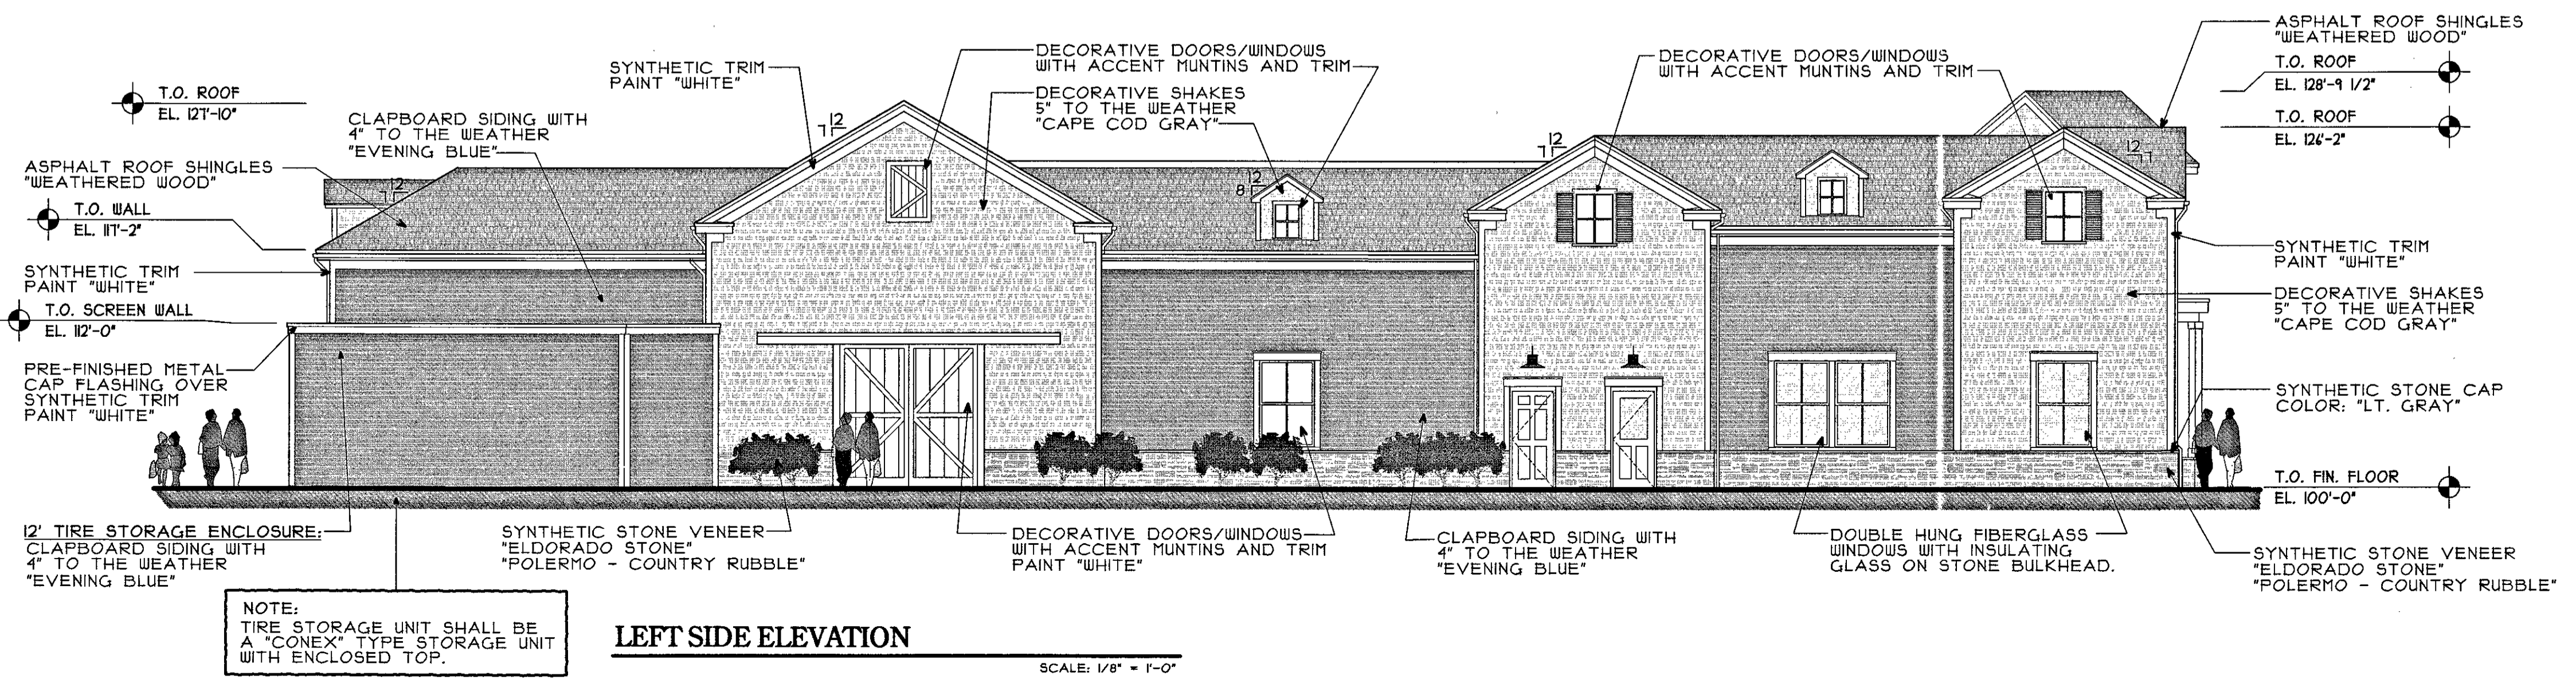 T.O. ROOF
EL. 127'-10"
CLAPBOARD SIDING WITH
4" TO THE WEATHER
"EVENING BLUE"
ASPHALT ROOF SHINGLES
"WEATHERED WOOD"
T.O. WALL
EL. 117'-2"
SYNTHETIC TRIM
PAINT "WHITE"
T.O. SCREEN WALL
EL. 112'-0"
PRE-FINISHED METAL
CAP FLASHING OVER
SYNTHETIC TRIM
PAINT "WHITE"
12' TIRE STORAGE ENCLOSURE:
CLAPBOARD SIDING WITH
4" TO THE WEATHER
"EVENING BLUE"
NOTE:
TIRE STORAGE UNIT SHALL BE
A "CONEX" TYPE STORAGE UNIT
WITH ENCLOSED TOP.
SYNTHETIC TRIM
PAINT "WHITE"
DECORATIVE DOORS/WINDOWS
WITH ACCENT MUNTINS AND TRIM
DECORATIVE SHAKES
5" TO THE WEATHER
"CAPE COD GRAY"
12
7
12
7
12
8
12
7
12
7
DECORATIVE DOORS/WINDOWS
WITH ACCENT MUNTINS AND TRIM
ASPHALT ROOF SHINGLES
"WEATHERED WOOD"
T.O. ROOF
EL. 128'-9 1/2"
T.O. ROOF
EL. 126'-2"
SYNTHETIC TRIM
PAINT "WHITE"
DECORATIVE SHAKES
5" TO THE WEATHER
"CAPE COD GRAY"
SYNTHETIC STONE CAP
COLOR: "LT. GRAY"
T.O. FIN. FLOOR
EL. 100'-0"
SYNTHETIC STONE VENEER
"ELDORADO STONE"
"POLERMO - COUNTRY RUBBLE"
DECORATIVE DOORS/WINDOWS
WITH ACCENT MUNTINS AND TRIM
PAINT "WHITE"
CLAPBOARD SIDING WITH
4" TO THE WEATHER
"EVENING BLUE"
DOUBLE HUNG FIBERGLASS
WINDOWS WITH INSULATING
GLASS ON STONE BULKHEAD.
SYNTHETIC STONE VENEER
"ELDORADO STONE"
"POLERMO - COUNTRY RUBBLE"
LEFT SIDE ELEVATION
SCALE: 1/8" = 1'-0"